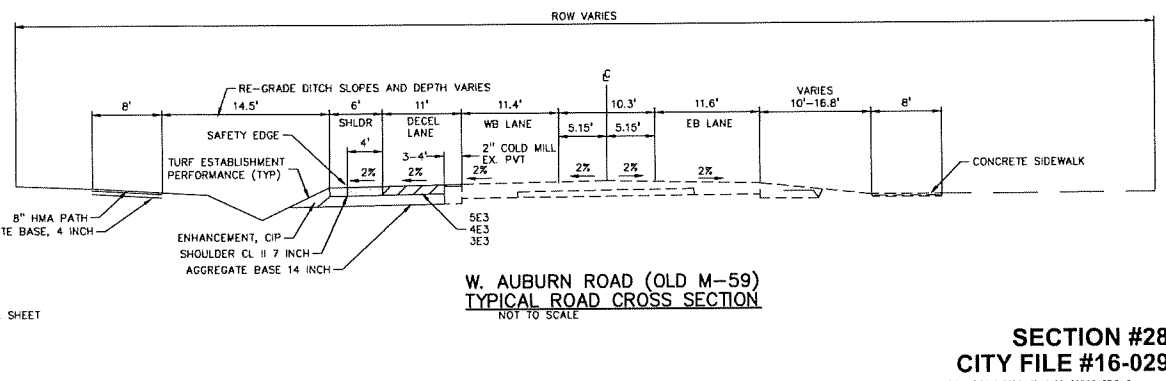 ROW VARIES
RE-GRADE DITCH SLOPES AND DEPTH VARIES
8'
14.5'
6'
SHLDR
11'
DECEL
LANE
11.4'
WB LANE
10.3'
5.15'
5.15'
11.6'
EB LANE
VARIES
10'-16.8'
8'
SAFETY EDGE
4'
3-4'
2" COLD MILL
EX. PVT
TURF ESTABLISHMENT
PERFORMANCE (TYP)
2%
2%
2%
2%
2%
2%
CONCRETE SIDEWALK
8" HMA PATH
TE BASE, 4 INCH
ENHANCEMENT, CIP
SHOULDER CL II 7 INCH
AGGREGATE BASE 14 INCH
5E3
4E3
3E3
W. AUBURN ROAD (OLD M-59)
TYPICAL ROAD CROSS SECTION
NOT TO SCALE
SHEET
SECTION #28
CITY FILE #16-029